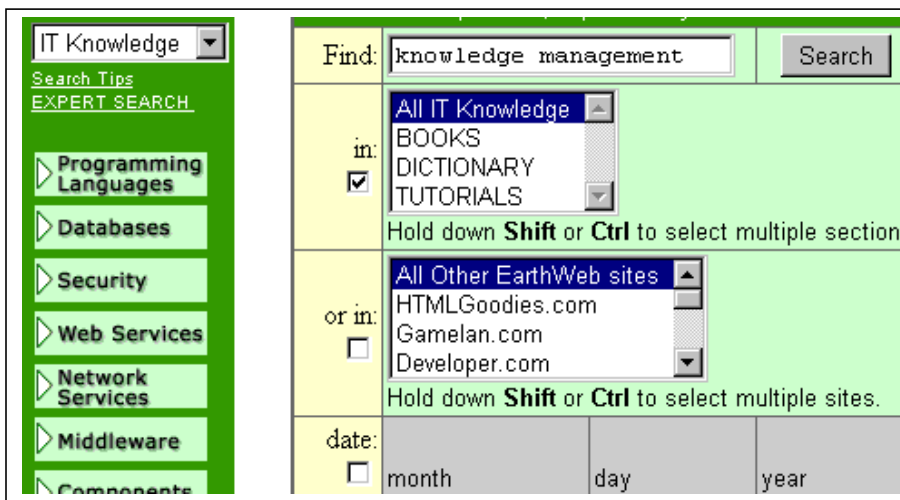 IT Knowledge
Search Tips
EXPERT SEARCH
Programming
Languages
Databases
Security
Web Services
Network
Services
Middleware
Components
Find: knowledge management Search
in:
All IT Knowledge
BOOKS
DICTIONARY
TUTORIALS
Hold down Shift or Ctrl to select multiple section
or in:
All Other EarthWeb sites
HTMLGoodies.com
Gamelan.com
Developer.com
Hold down Shift or Ctrl to select multiple sites.
date:
month day year